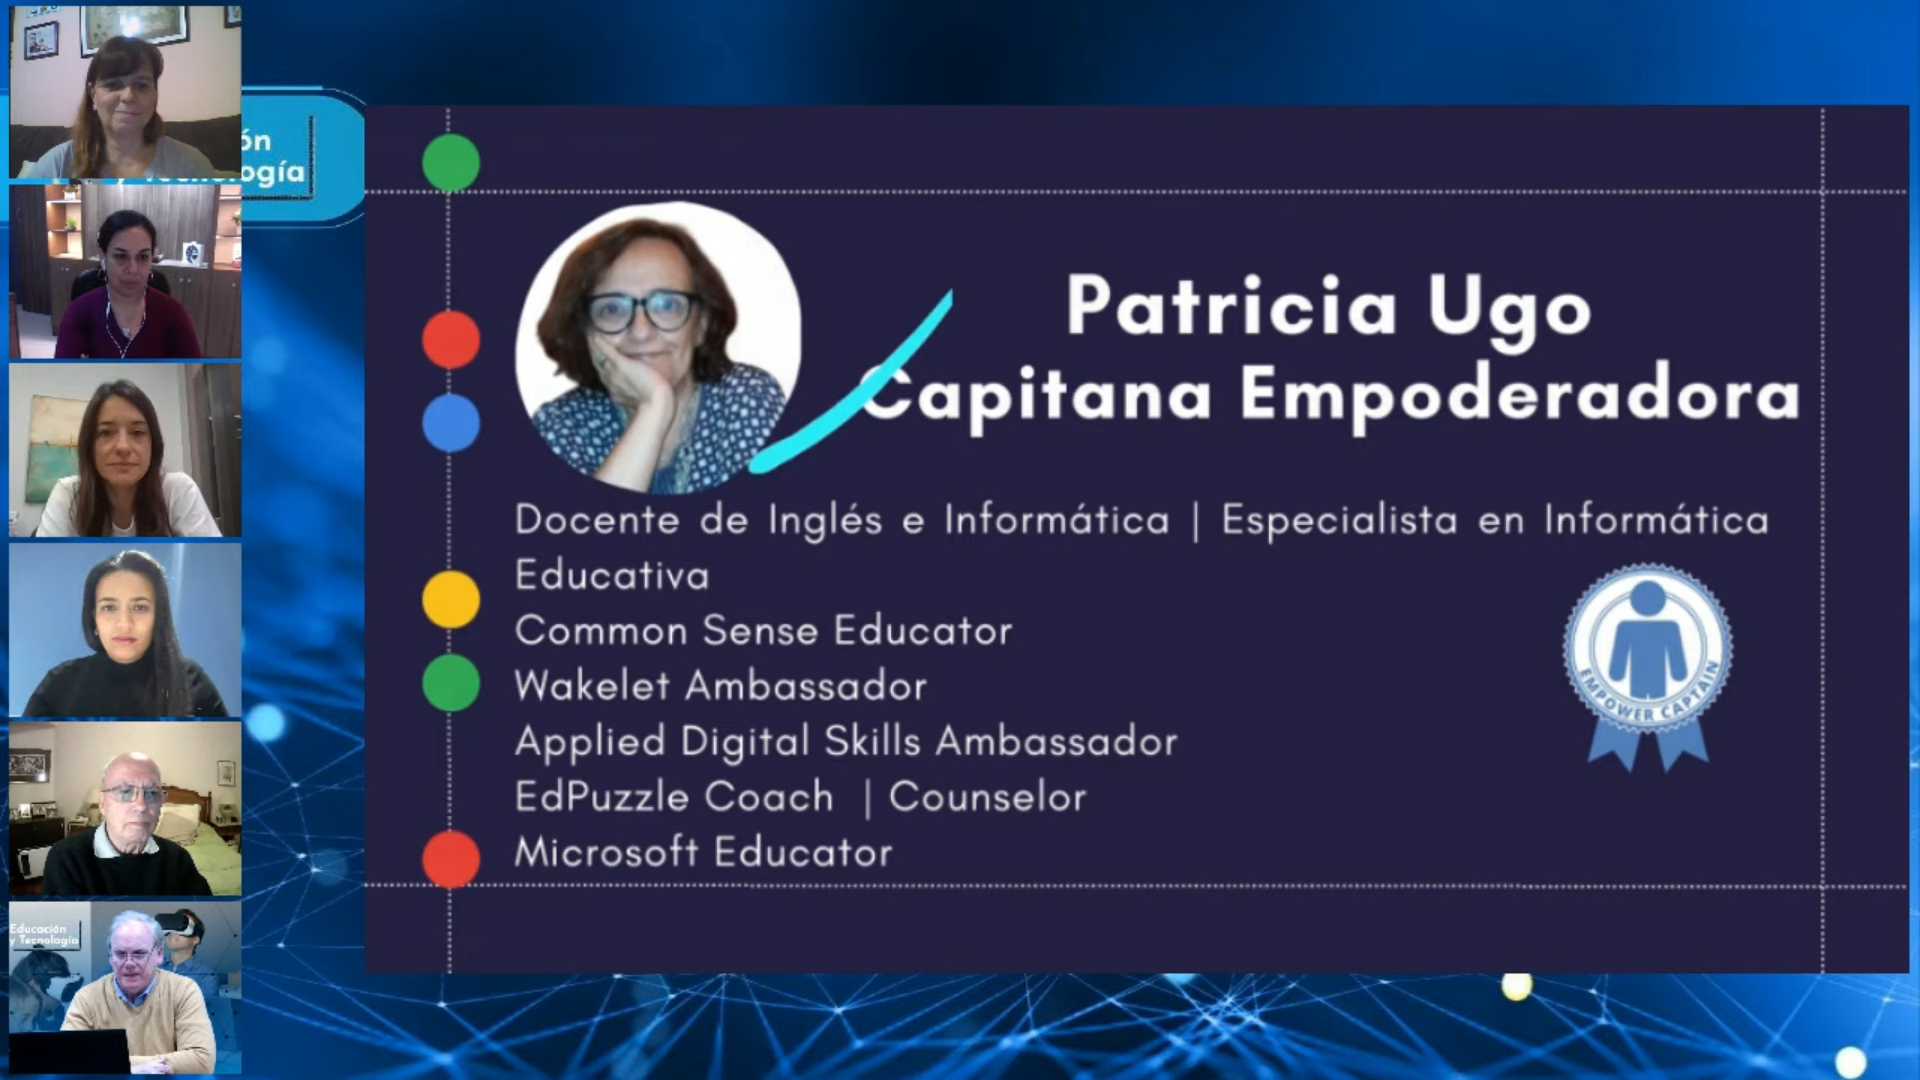 ón
ogía
Patricia Ugo
Capitana Empoderadora
Docente de Inglés e Informática | Especialista en Informática
Educativa
Common Sense Educator
Wakelet Ambassador
Applied Digital Skills Ambassador
EdPuzzle Coach | Counselor
Microsoft Educator
EMPOWER CAPTAIN
Educación
y Tecnología